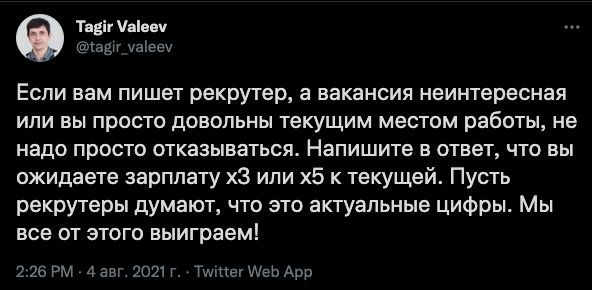 Tagir Valeev
@tagir_valeev
Если вам пишет рекрутер, а вакансия неинтересная
или вы просто довольны текущим местом работы, не
надо просто отказываться. Напишите в ответ, что вы
ожидаете зарплату x3 или x5 к текущей. Пусть
рекрутеры думают, что это актуальные цифры. Мы
все от этого выиграем!
2:26 PM · 4 авг. 2021 г. · Twitter Web App